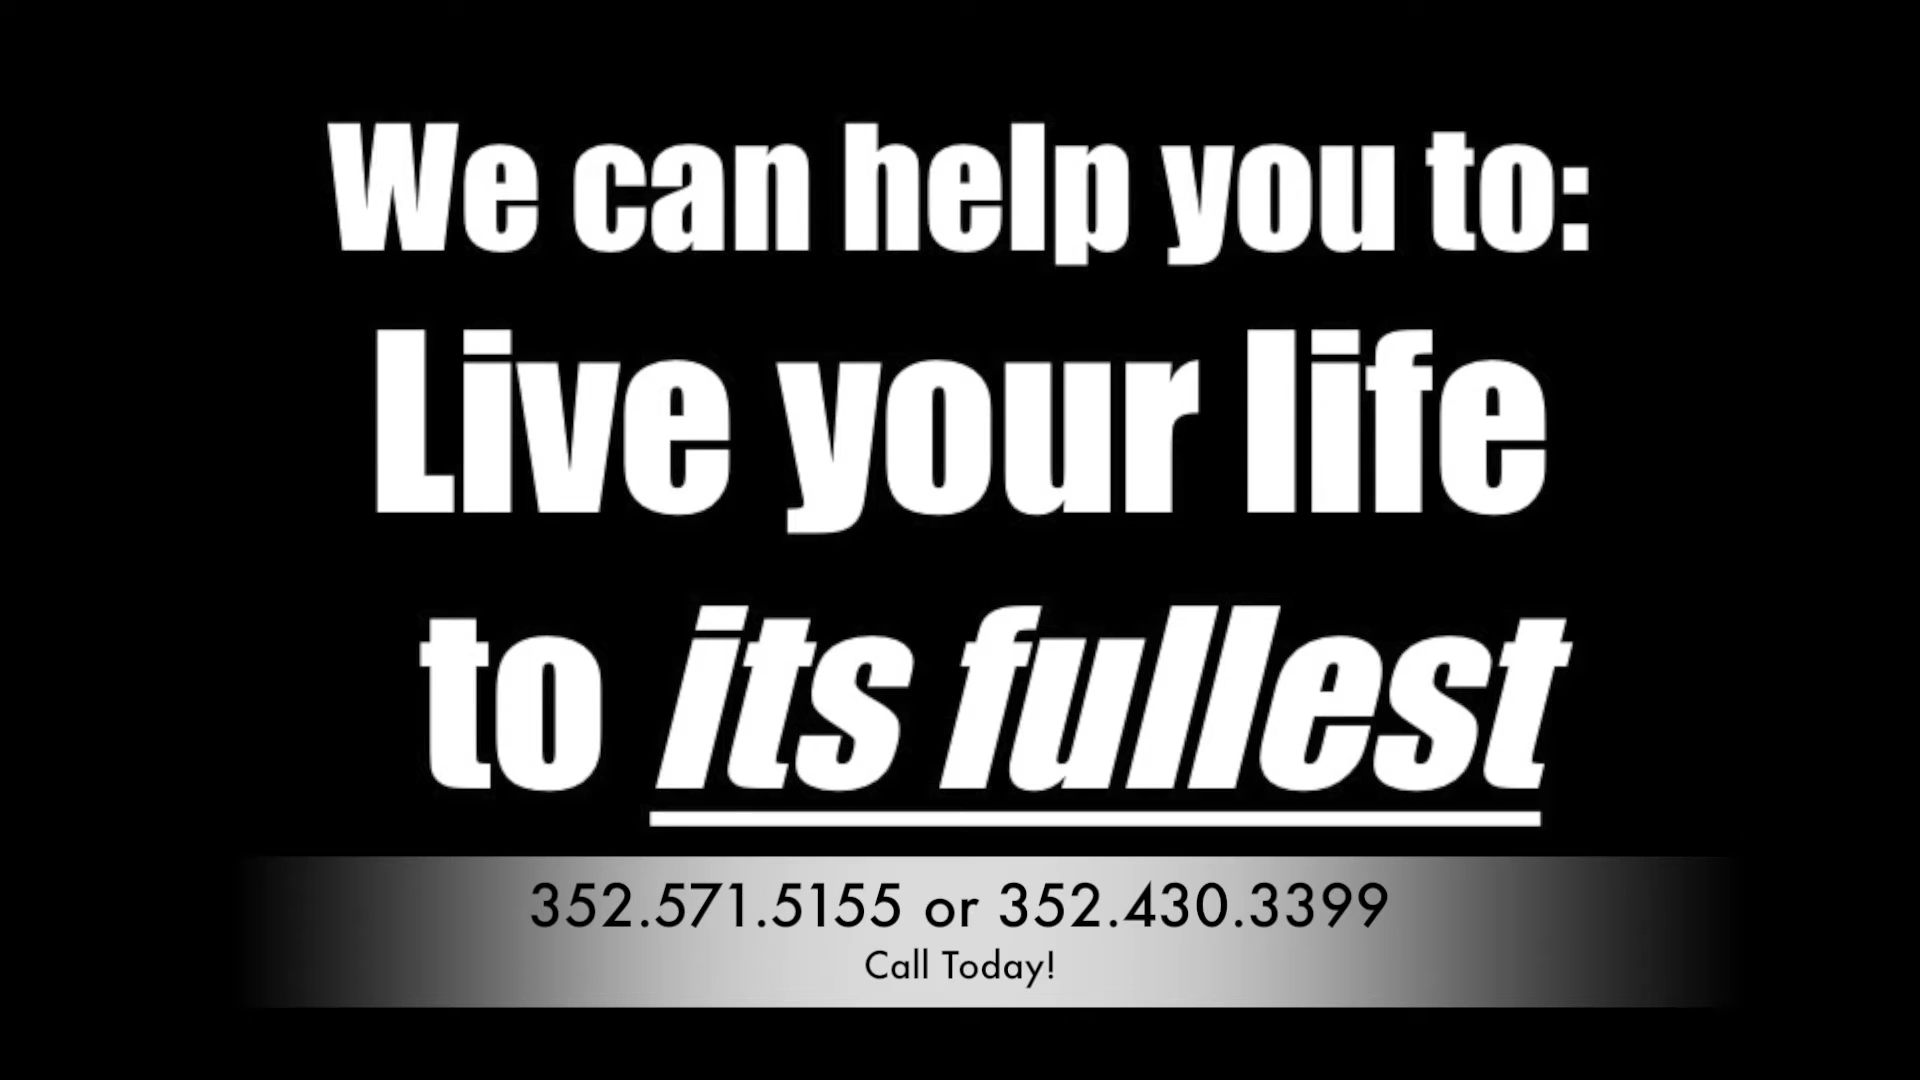 We can help you to:
Live your life
to its fullest
352.571.5155 or 352.430.3399
Call Today!